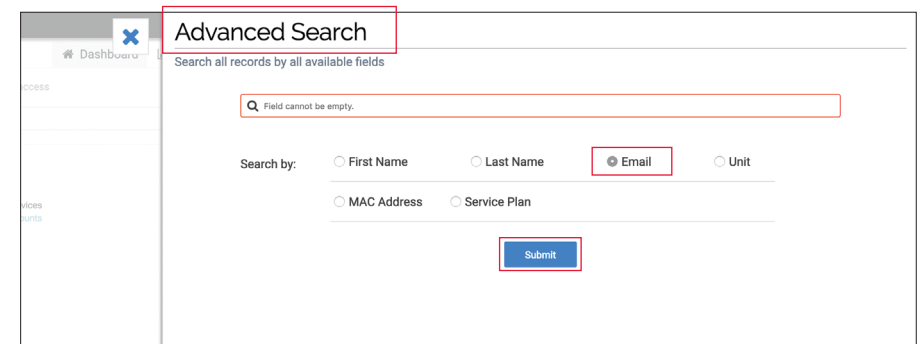 Advanced Search
Dashboard
Search all records by all available fields
ccess
Field cannot be empty.
Search by:
First Name
Last Name
Email
Unit
MAC Address
Service Plan
vices
ounts
Submit